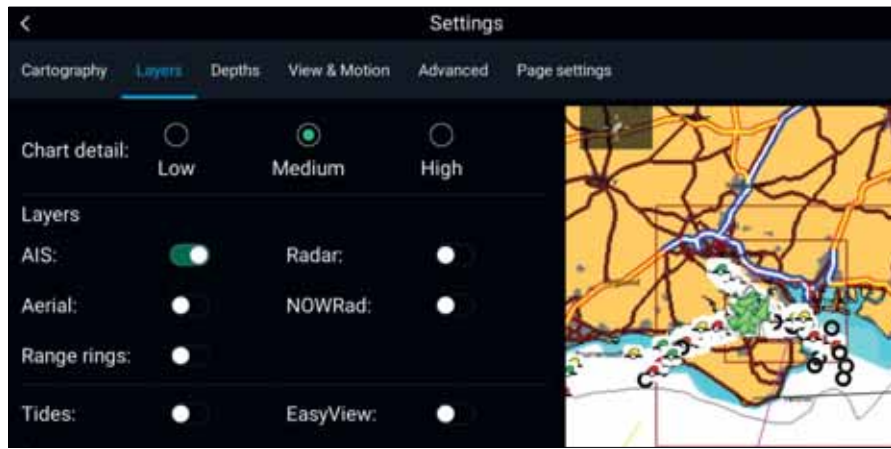 Settings
Cartography Layers Depths View & Motion Advanced Page settings
Chart detail:
Low Medium High
Layers
AIS: Radar:
Aerial: NOWRad:
Range rings:
Tides: EasyView: